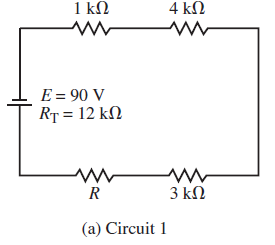 1 kΩ 4 kΩ
E = 90 V
R_T = 12 kΩ
R 3 kΩ
(a) Circuit 1